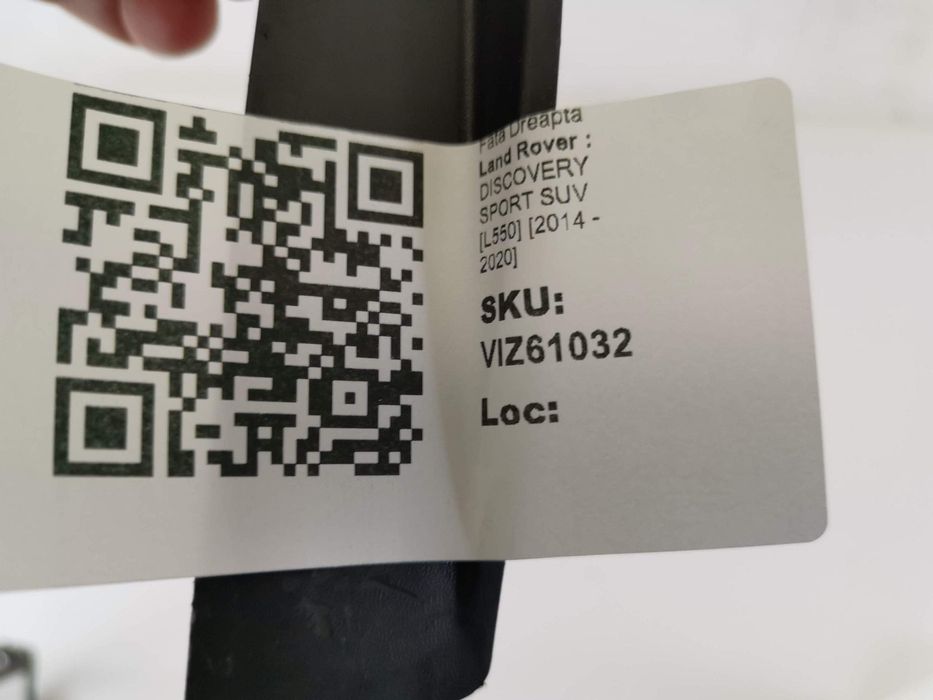 Fata Dreapta
Land Rover :
DISCOVERY
SPORT SUV
[L550] [2014 -
2020]
SKU:
VIZ61032
Loc: